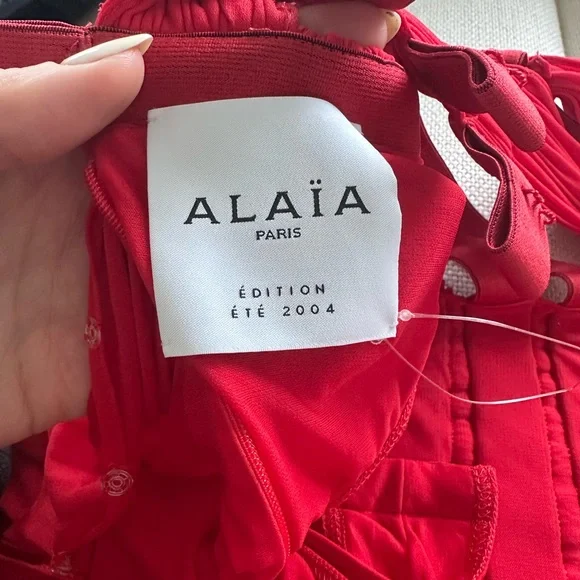 ALAÏA
PARIS
ÉDITION
ÉTÉ 2004